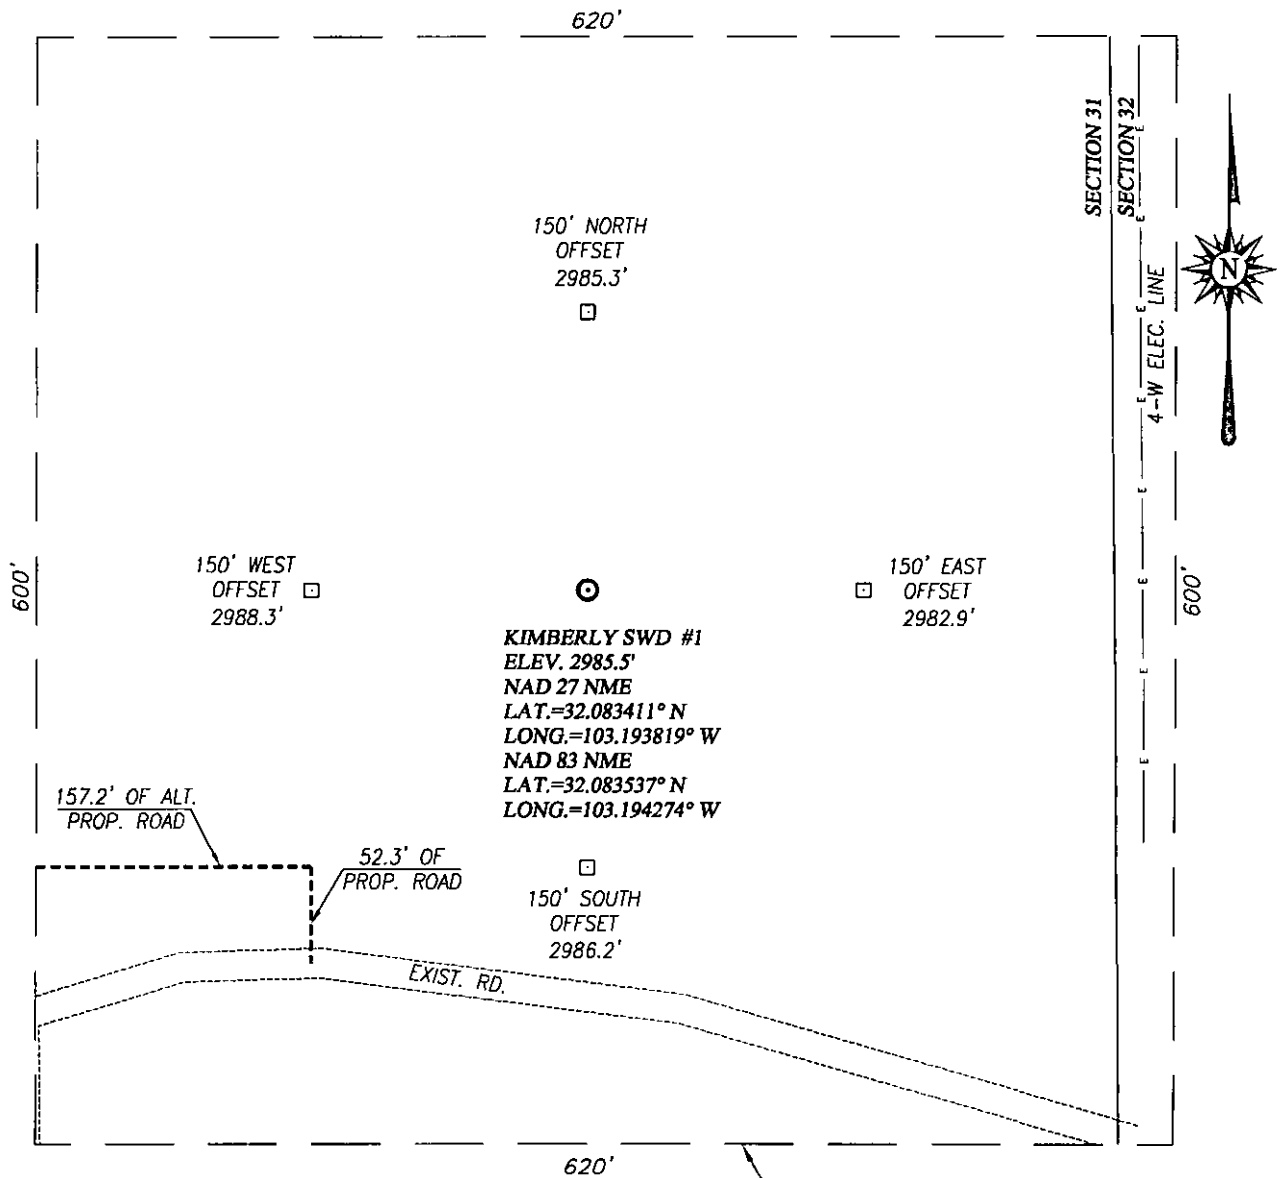 620'
SECTION 31
SECTION 32
N
150' NORTH
OFFSET
2985.3'
4-W ELEC. LINE
E
E
E
E
E
E
E
E
600'
150' WEST
OFFSET
2988.3'
150' EAST
OFFSET
2982.9'
600'
KIMBERLY SWD #1
ELEV. 2985.5'
NAD 27 NME
LAT.=32.083411° N
LONG.=103.193819° W
NAD 83 NME
LAT.=32.083537° N
LONG.=103.194274° W
157.2' OF ALT.
PROP. ROAD
52.3' OF
PROP. ROAD
150' SOUTH
OFFSET
2986.2'
EXIST. RD.
620'